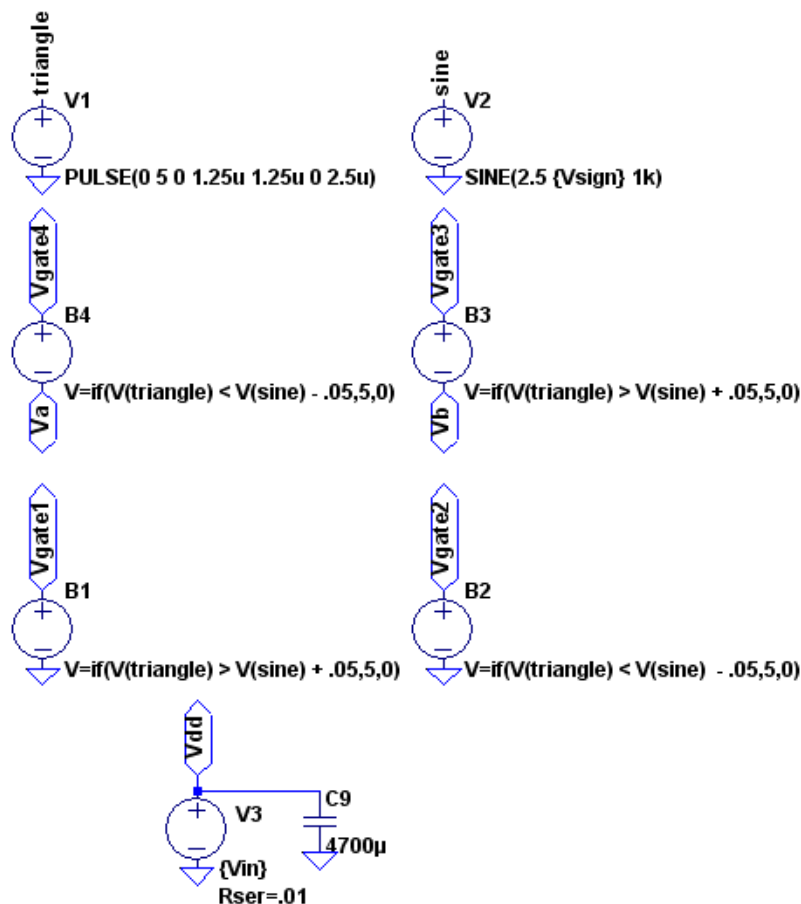 triangle
V1
PULSE(0 5 0 1.25u 1.25u 0 2.5u)
sine
V2
SINE(2.5 {Vsign} 1k)
Vgate4
B4
V=if(V(triangle) < V(sine) - .05,5,0)
Va
Vgate3
B3
V=if(V(triangle) > V(sine) + .05,5,0)
Vb
Vgate1
B1
V=if(V(triangle) > V(sine) + .05,5,0)
Vgate2
B2
V=if(V(triangle) < V(sine) - .05,5,0)
Vdd
V3
{Vin}
Rser=.01
C9
4700µ